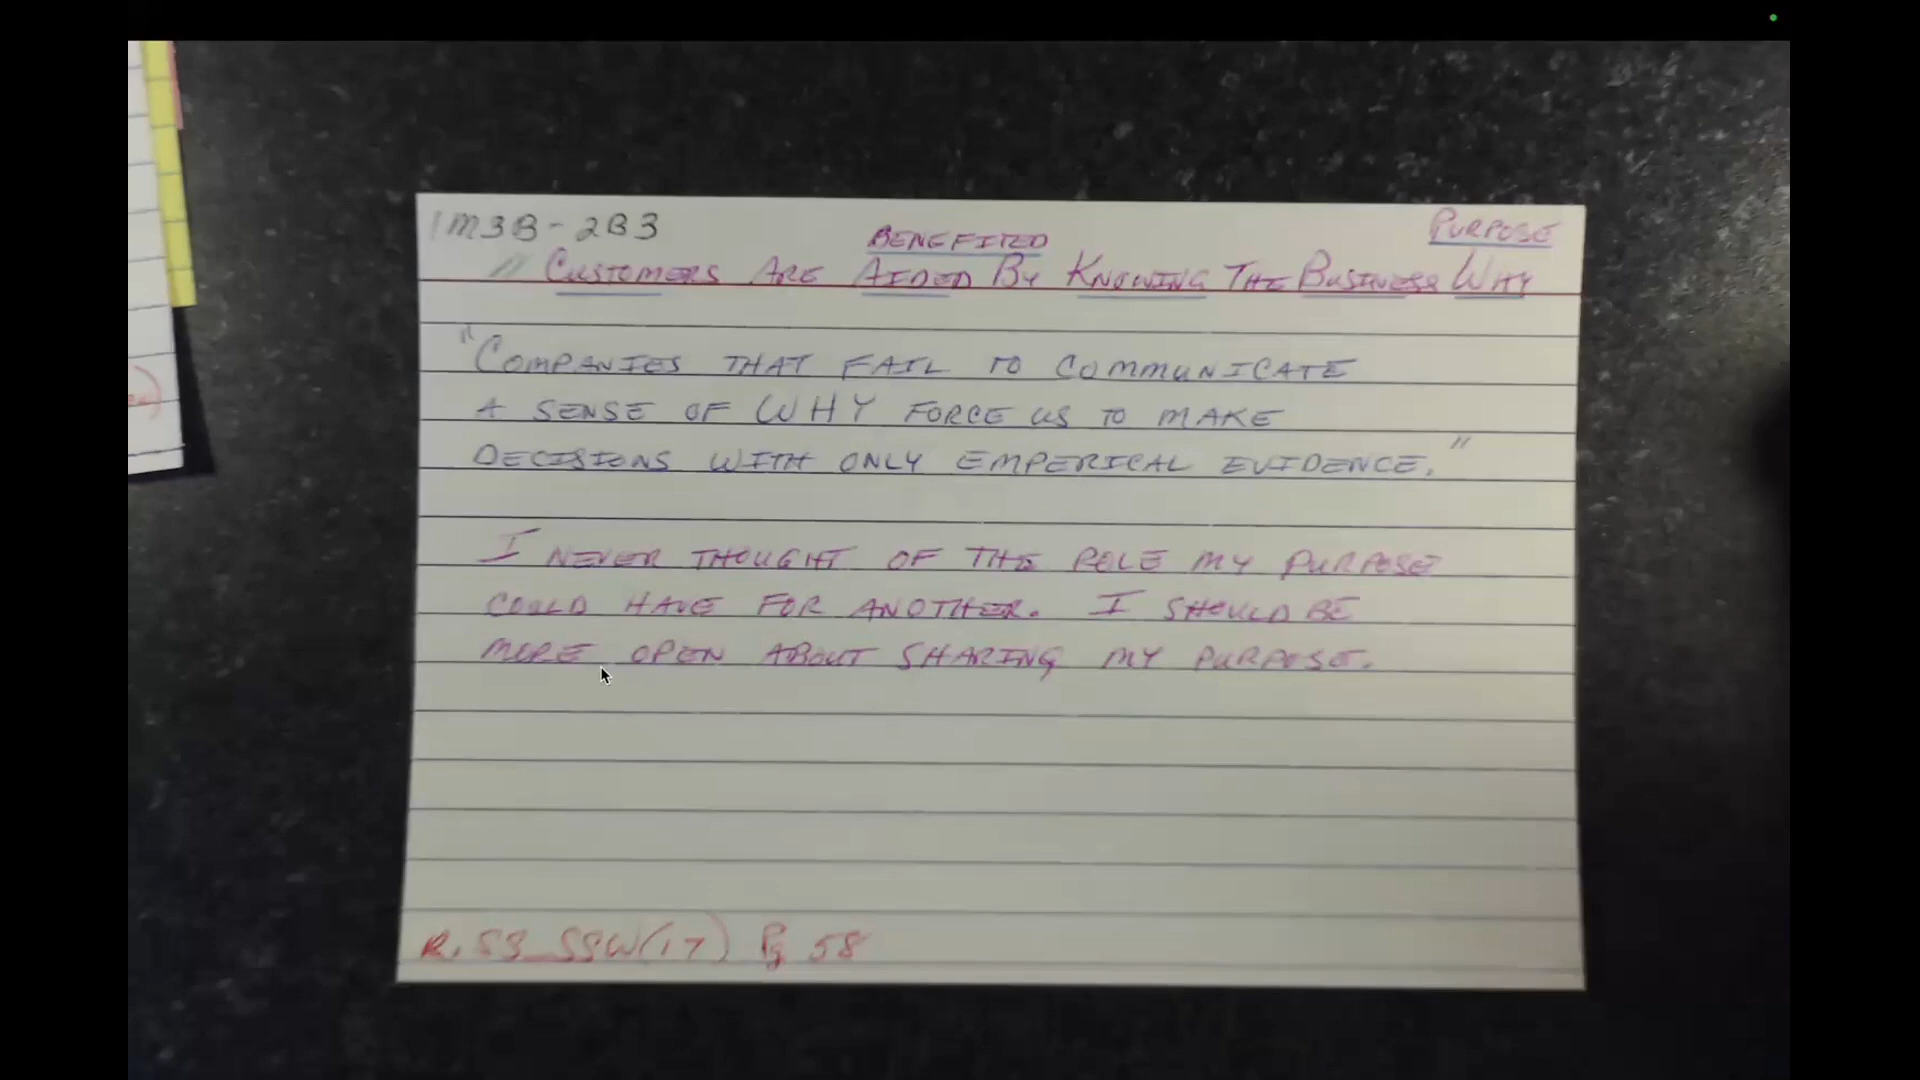 1M3B-2B3
PURPOSE
BENEFITED
" CUSTOMERS ARE AIDED BY KNOWING THE BUSINESS WHY
"COMPANIES THAT FAIL TO COMMUNICATE
A SENSE OF WHY FORCE US TO MAKE
DECISIONS WITH ONLY EMPERICAL EVIDENCE."
I NEVER THOUGHT OF THE ROLE MY PURPOSE
COULD HAVE FOR ANOTHER. I SHOULD BE
MORE OPEN ABOUT SHARING MY PURPOSE.
R, SS_SSW(17) Pg 58